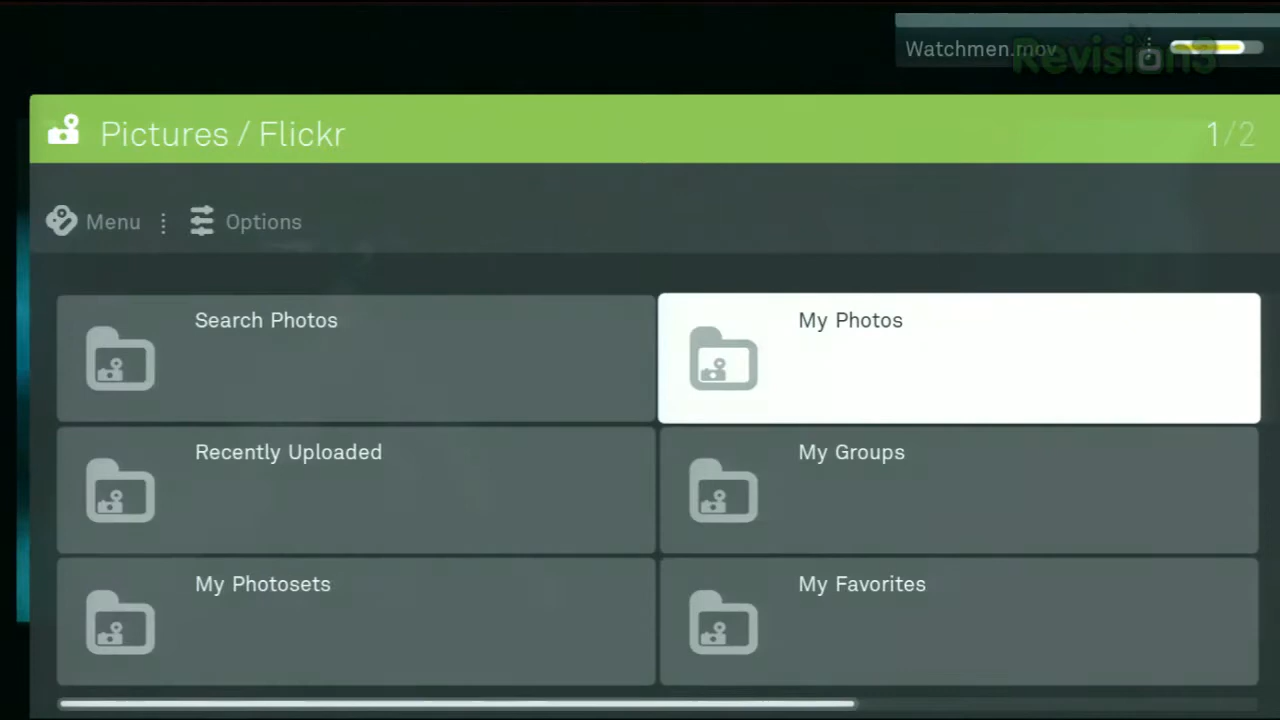 Watchmen.mov
Revision3
Pictures / Flickr
1/2
Menu
Options
Search Photos
My Photos
Recently Uploaded
My Groups
My Photosets
My Favorites